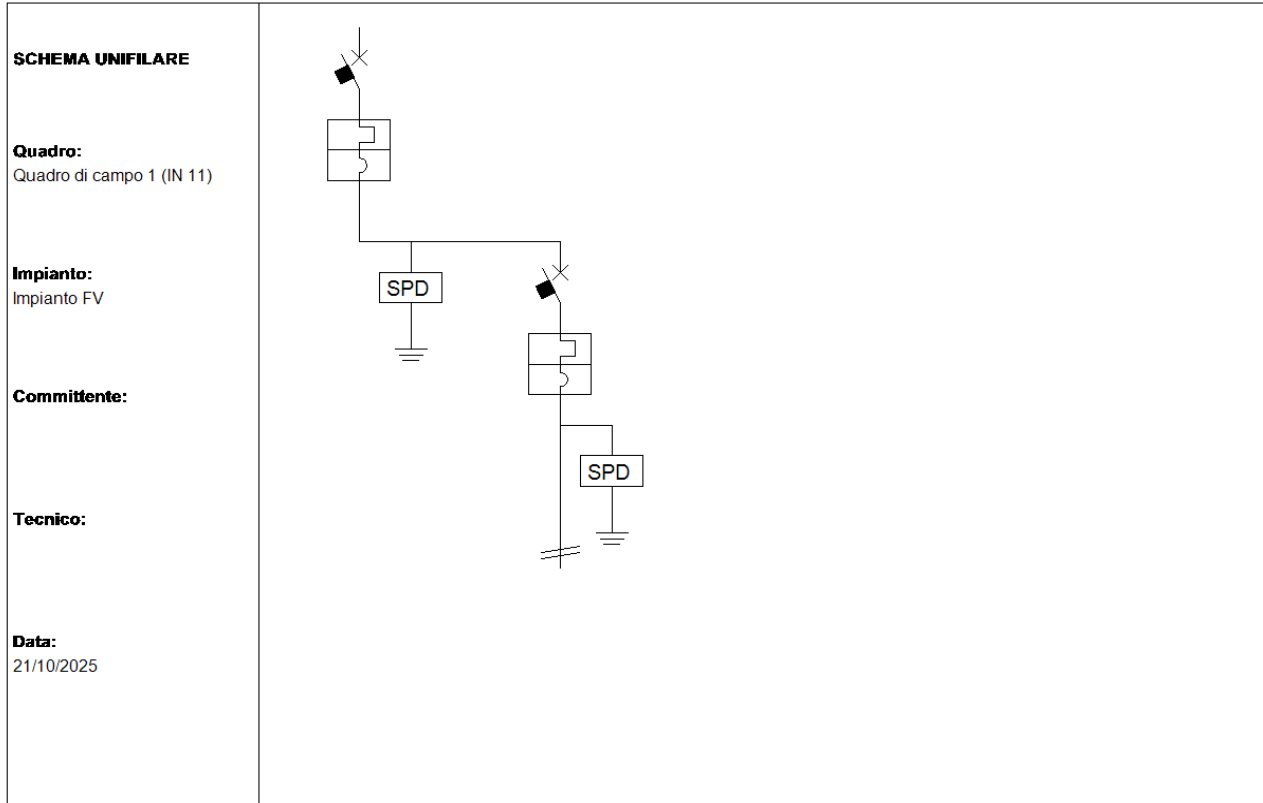 SCHEMA UNIFILARE
Quadro:
Quadro di campo 1 (IN 11)
Impianto:
Impianto FV
Committente:
Tecnico:
Data:
21/10/2025
SPD
SPD